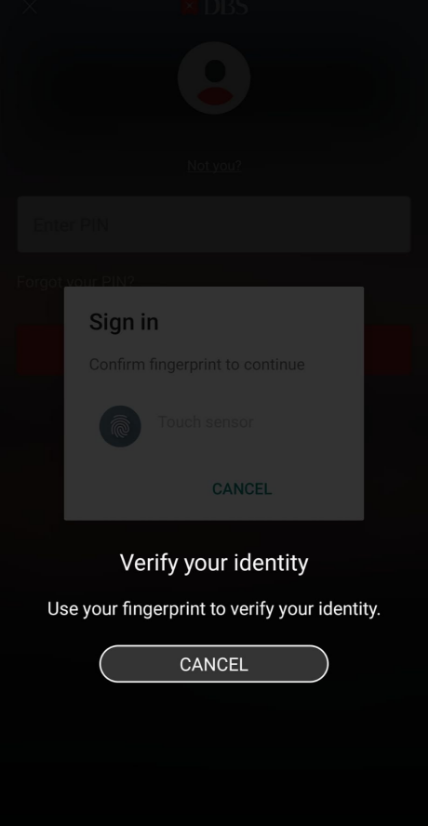 DBS
Not you?
Enter PIN
Forgot your PIN?
Sign in
Confirm fingerprint to continue
Touch sensor
CANCEL
Verify your identity
Use your fingerprint to verify your identity.
CANCEL